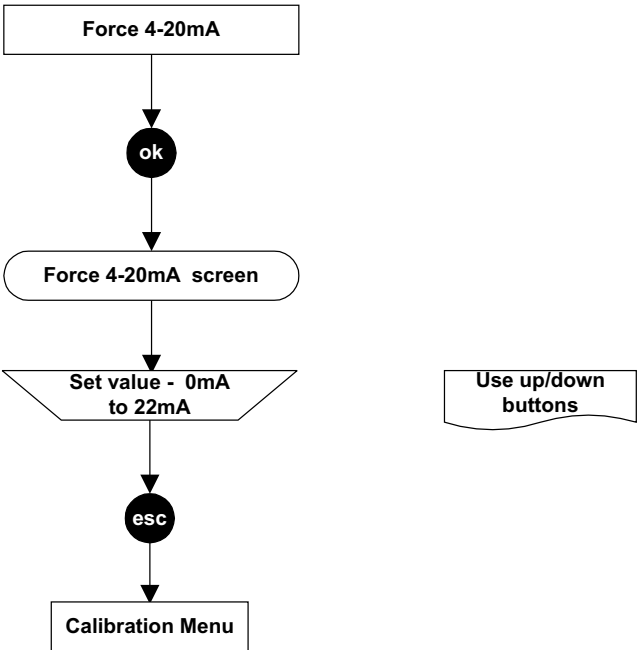 Force 4-20mA
ok
Force 4-20mA  screen
Set value -  0mA
to 22mA
Use up/down
buttons
esc
Calibration Menu